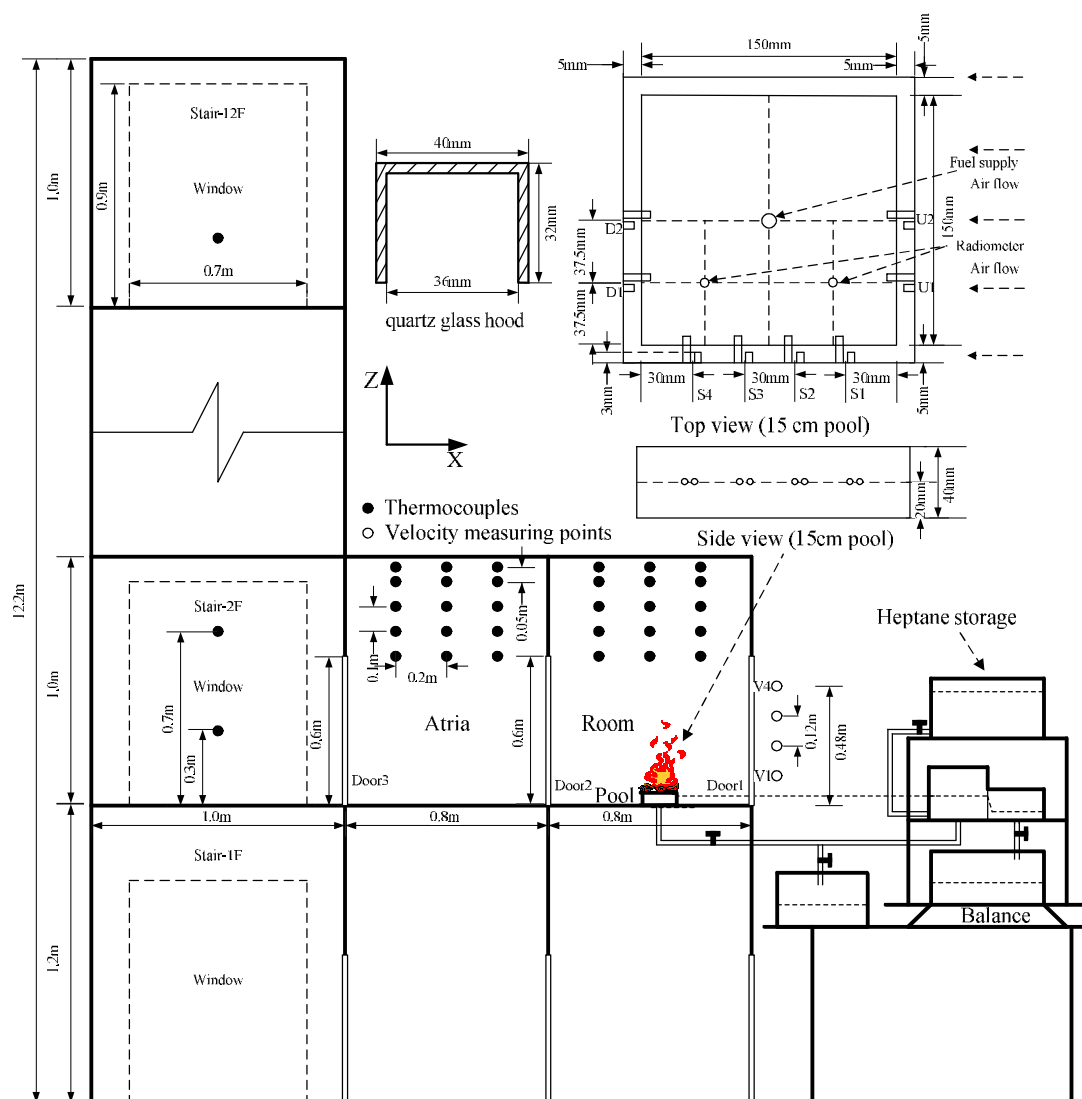 150mm
5mm
5mm
5mm
Stair-12F
40mm
Fuel supply
Air flow
Window
1.0m
0.9m
32mm
D2
U2
150mm
37.5mm
Radiometer
Air flow
0.7m
36mm
D1
U1
37.5mm
quartz glass hood
3mm
30mm
30mm
30mm
5mm
S4
S3
S2
S1
Z
X
Top view (15 cm pool)
20mm
40mm
Thermocouples
Velocity measuring points
Side view (15cm pool)
12.2m
Stair-2F
0.05m
Heptane storage
0.1m
0.2m
1.0m
0.7m
Window
0.6m
Atria
0.6m
Room
V4
0.12m
0.48m
0.3m
V1
Door3
Door2
Pool
Door1
1.0m
0.8m
0.8m
Stair-1F
Balance
1.2m
Window